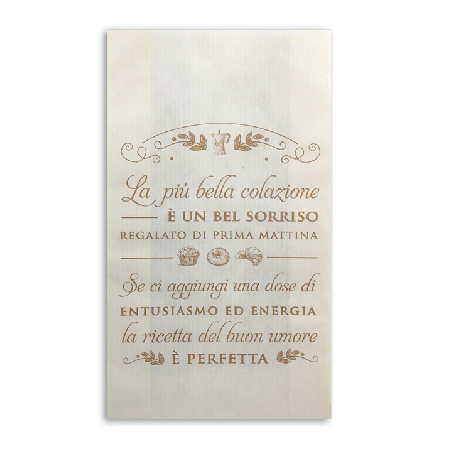 La più bella colazione
È UN BEL SORRISO
REGALATO DI PRIMA MATTINA
Se ci aggiungi una dose di
ENTUSIASMO ED ENERGIA
la ricetta del buon umore
È PERFETTA